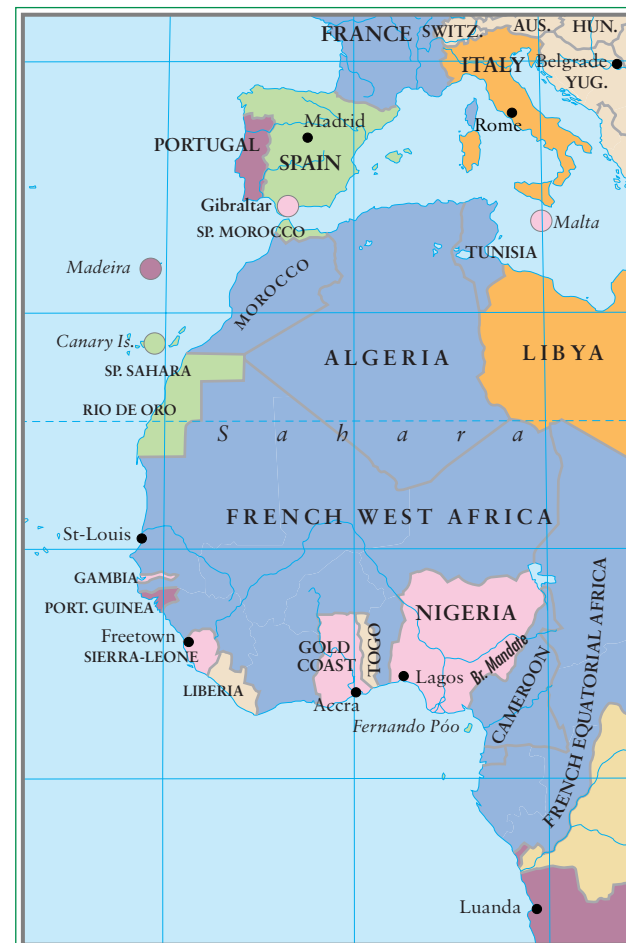 FRANCE
SWITZ.
AUS.
HUN.
ITALY
Belgrade
YUG.
Madrid
Rome
PORTUGAL
SPAIN
Gibraltar
Malta
SP. MOROCCO
TUNISIA
Madeira
MOROCCO
Canary Is.
ALGERIA
LIBYA
SP. SAHARA
RIO DE ORO
Sahara
FRENCH WEST AFRICA
St-Louis
GAMBIA
PORT. GUINEA
NIGERIA
Freetown
SIERRA-LEONE
GOLD
COAST
TOGO
Br. Mandate
CAMEROON
FRENCH EQUATORIAL AFRICA
LIBERIA
Lagos
Accra
Fernando Póo
Luanda